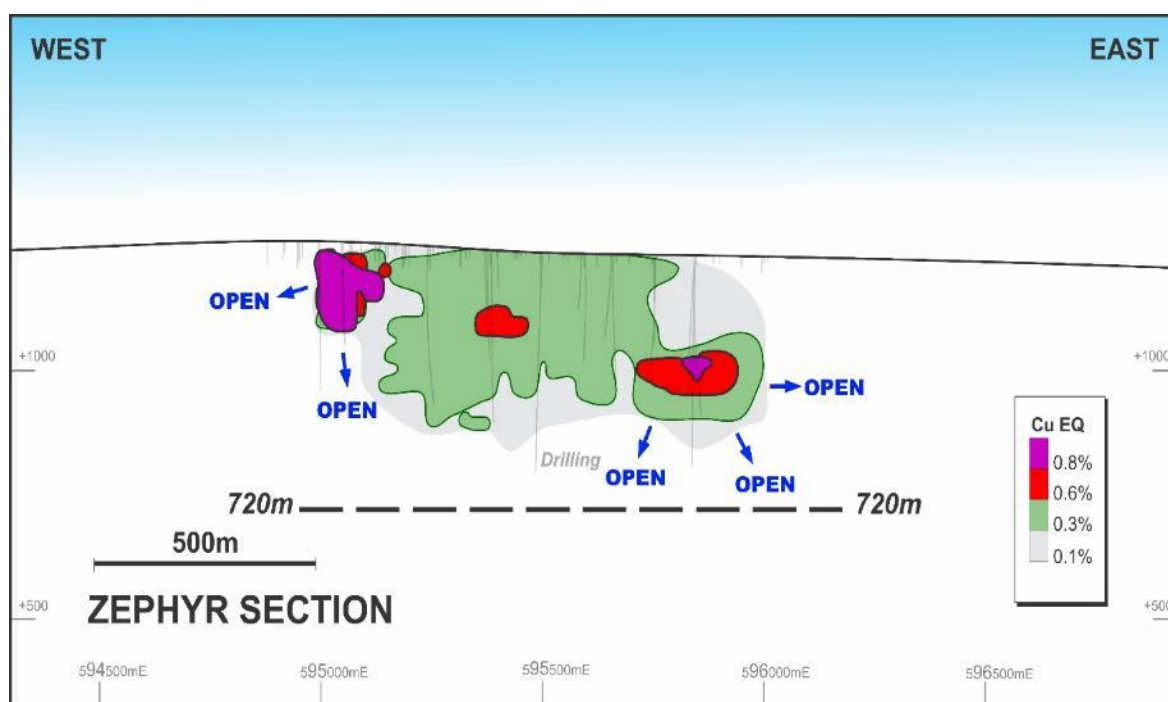 WEST
EAST
OPEN
OPEN
+1000
+1000
OPEN
Drilling
OPEN
OPEN
Cu EQ
0.8%
0.6%
0.3%
0.1%
720m
720m
500m
ZEPHYR SECTION
+500
+500
594500mE
595000mE
595500mE
596000mE
596500mE